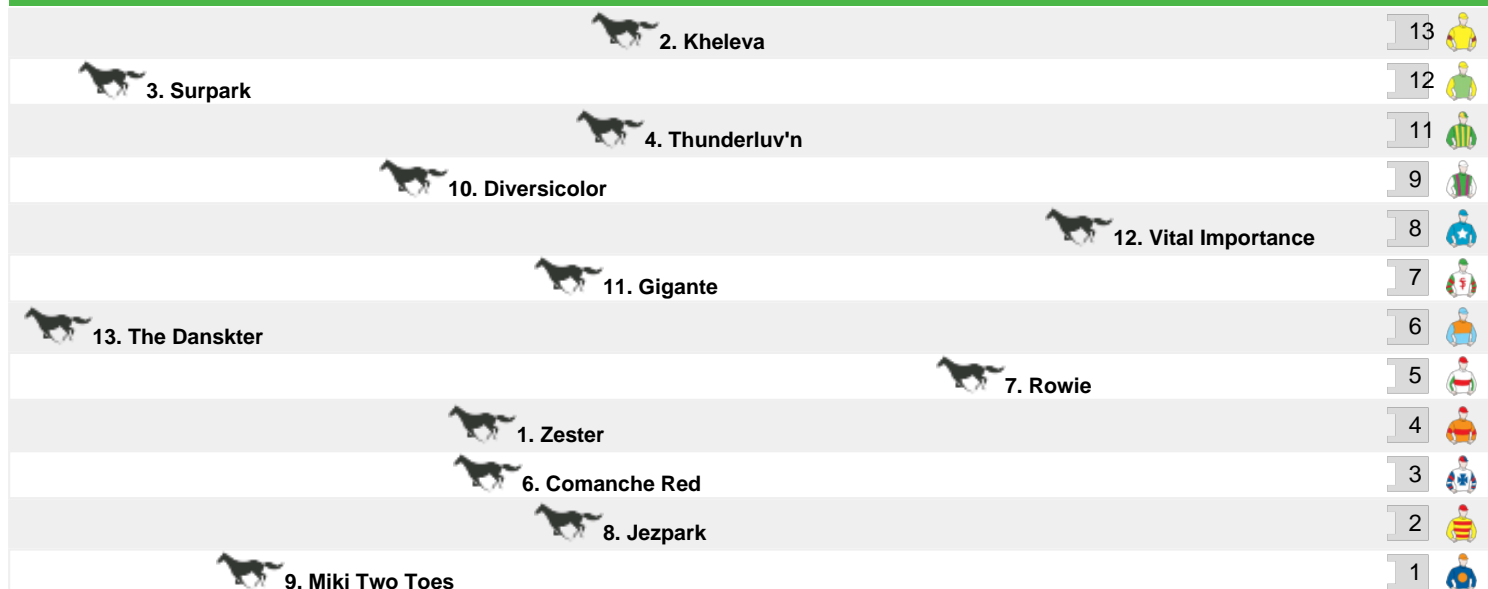 2. Kheleva 13
3. Surpark 12
4. Thunderluv'n 11
10. Diversicolor 9
12. Vital Importance 8
11. Gigante 7
13. The Danskter 6
7. Rowie 5
1. Zester 4
6. Comanche Red 3
8. Jezpark 2
9. Miki Two Toes 1